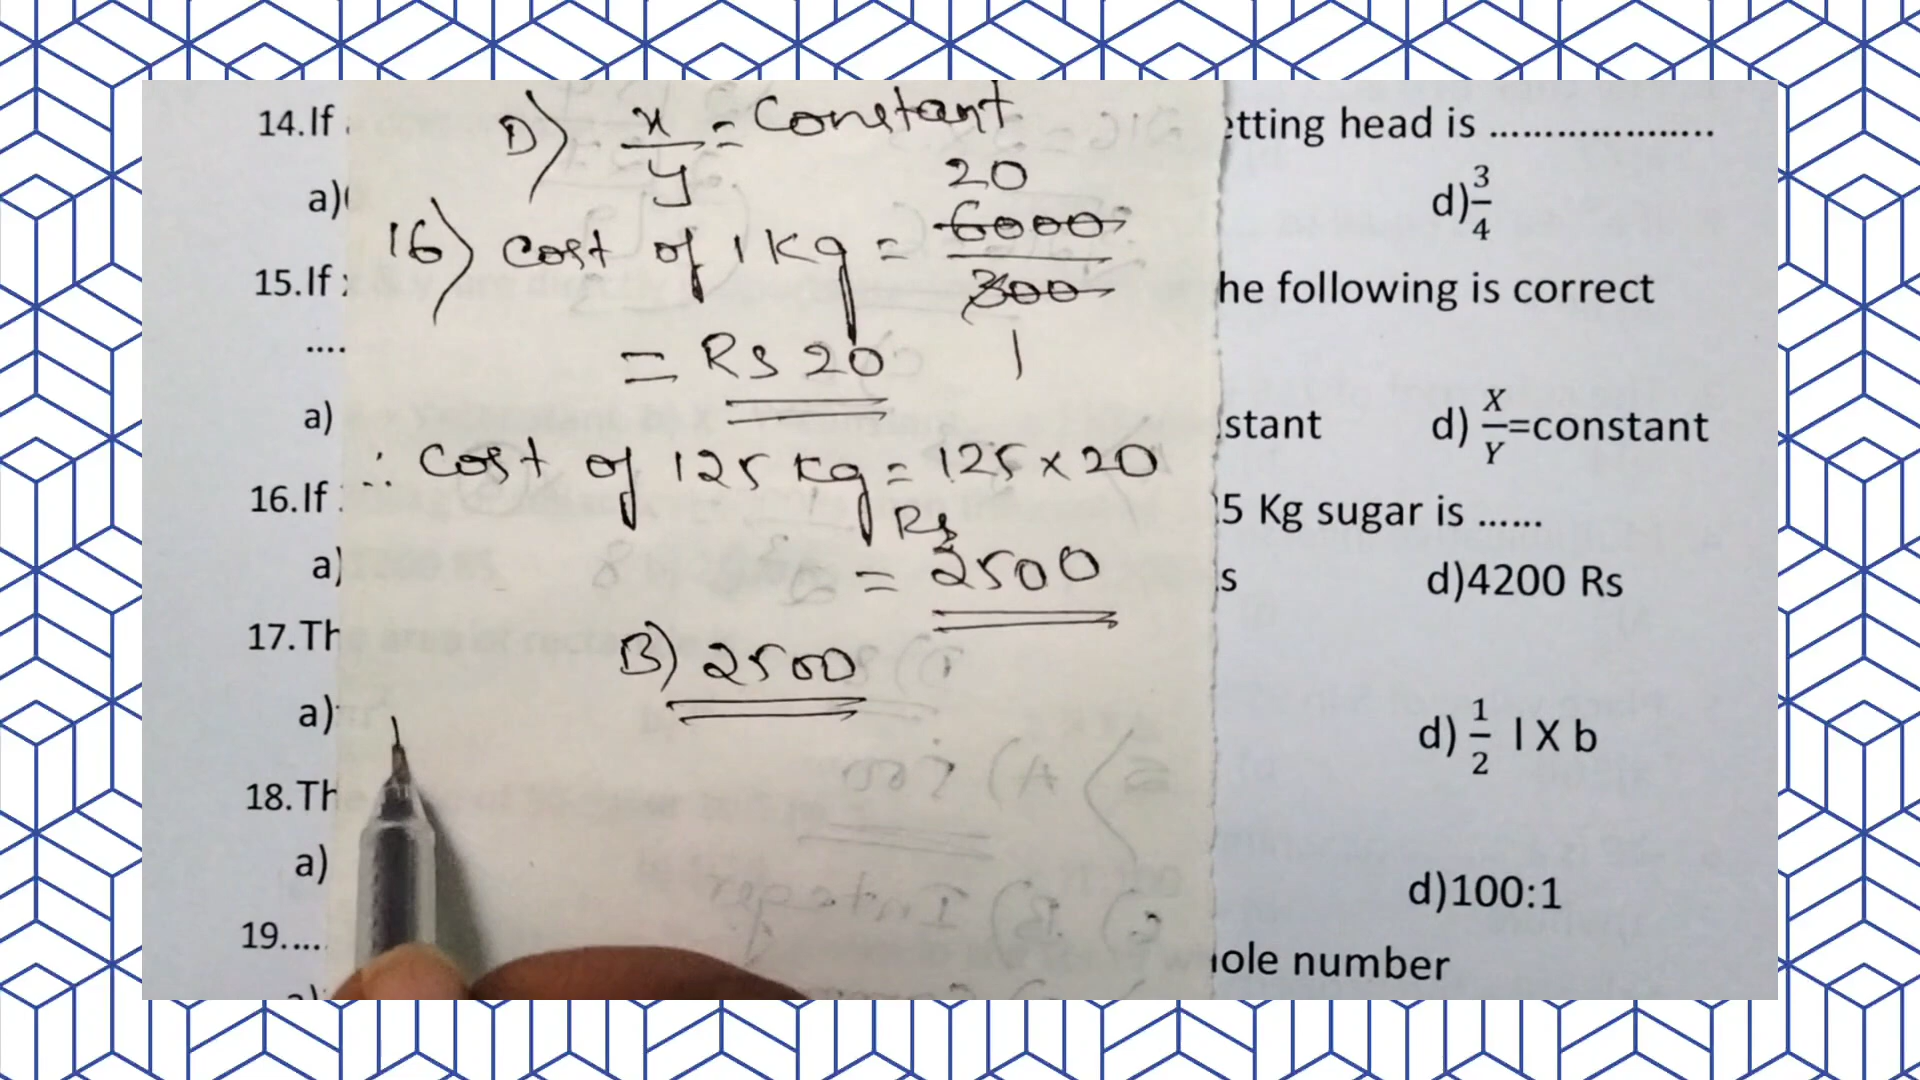 14.If
D) x/y = Constant
etting head is .....................
a)
d) 3/4
20
16) Cost of 1 Kg = 6000/300
1
15.If
he following is correct
....
= Rs 20
a)
stant d) X/Y=constant
∴ Cost of 125 Kg = 125 x 20
16.If
5 Kg sugar is ......
Rs
= 2500
a)
s d)4200 Rs
17.Th
B) 2500
a)
d) 1/2 l X b
18.Th
a)
d)100:1
19....
ole number